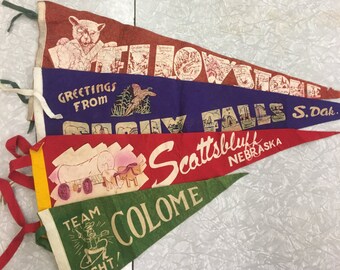 YELLOWSTONE
GREETINGS
FROM
SIOUX FALLS S. Dak.
Scottsbluff
NEBRASKA
TEAM
COLOME